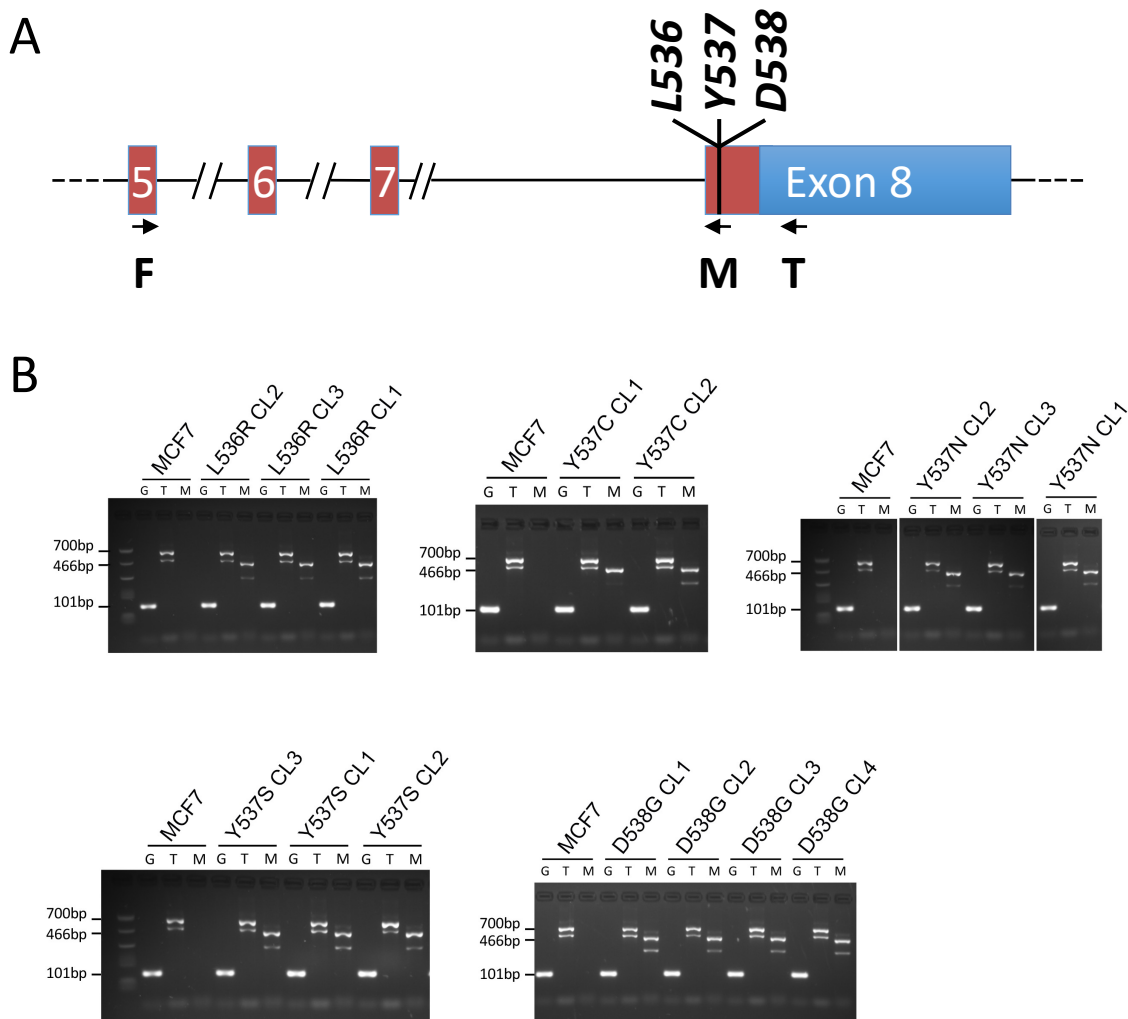 A
L536 Y537 D538
5 6 7 Exon 8
F M T
B
MCF7 L536R CL2 L536R CL3 L536R CL1
G T M G T M G T M G T M
700bp
466bp
101bp
MCF7 Y537C CL1 Y537C CL2
G T M G T M G T M
700bp
466bp
101bp
MCF7 Y537N CL2 Y537N CL3 Y537N CL1
G T M G T M G T M G T M
700bp
466bp
101bp
MCF7 Y537S CL3 Y537S CL1 Y537S CL2
G T M G T M G T M G T M
700bp
466bp
101bp
MCF7 D538G CL1 D538G CL2 D538G CL3 D538G CL4
G T M G T M G T M G T M G T M
700bp
466bp
101bp